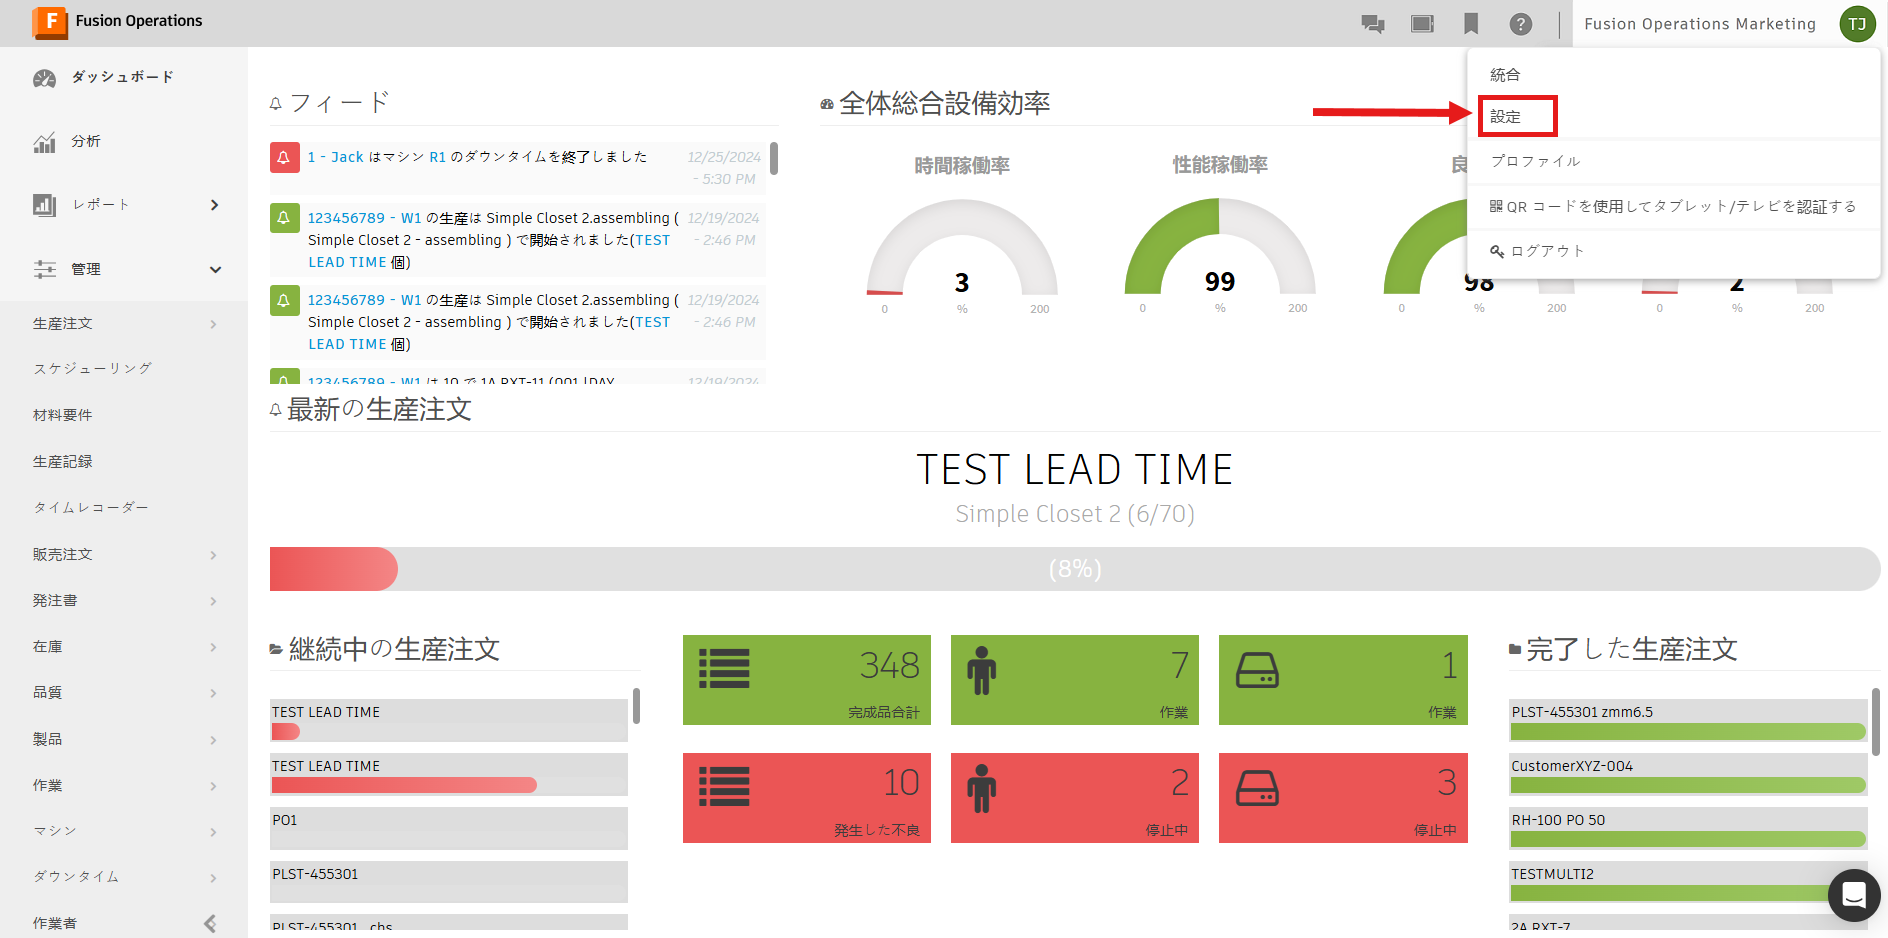 F Fusion Operations
Fusion Operations Marketing
TJ
統合
設定
プロファイル
QR コードを使用してタブレット/テレビを認証する
ログアウト
ダッシュボード
分析
レポート
管理
生産注文
スケジューリング
材料要件
生産記録
タイムレコーダー
販売注文
発注書
在庫
品質
製品
作業
マシン
ダウンタイム
作業者
フィード
1 - Jack はマシン R1 のダウンタイムを終了しました
12/25/2024
- 5:30 PM
123456789 - W1 の生産は Simple Closet 2.assembling (
Simple Closet 2 - assembling ) で開始されました(TEST
LEAD TIME 個)
12/19/2024
- 2:46 PM
123456789 - W1 の生産は Simple Closet 2.assembling (
Simple Closet 2 - assembling ) で開始されました(TEST
LEAD TIME 個)
12/19/2024
- 2:46 PM
123456789 - W1 は 10 で 1A RXT-11 (001 |DAY
12/19/2024
全体総合設備効率
時間稼働率
3
0 % 200
性能稼働率
99
0 % 200
良
98
0 % 200
2
0 % 200
最新の生産注文
TEST LEAD TIME
Simple Closet 2 (6/70)
(8%)
継続中の生産注文
TEST LEAD TIME
TEST LEAD TIME
PO1
PLST-455301
PLST-455301_chs
348
完成品合計
7
作業
1
作業
10
発生した不良
2
停止中
3
停止中
完了した生産注文
PLST-455301 zmm6.5
CustomerXYZ-004
RH-100 PO 50
TESTMULTI2
2A RXT-7